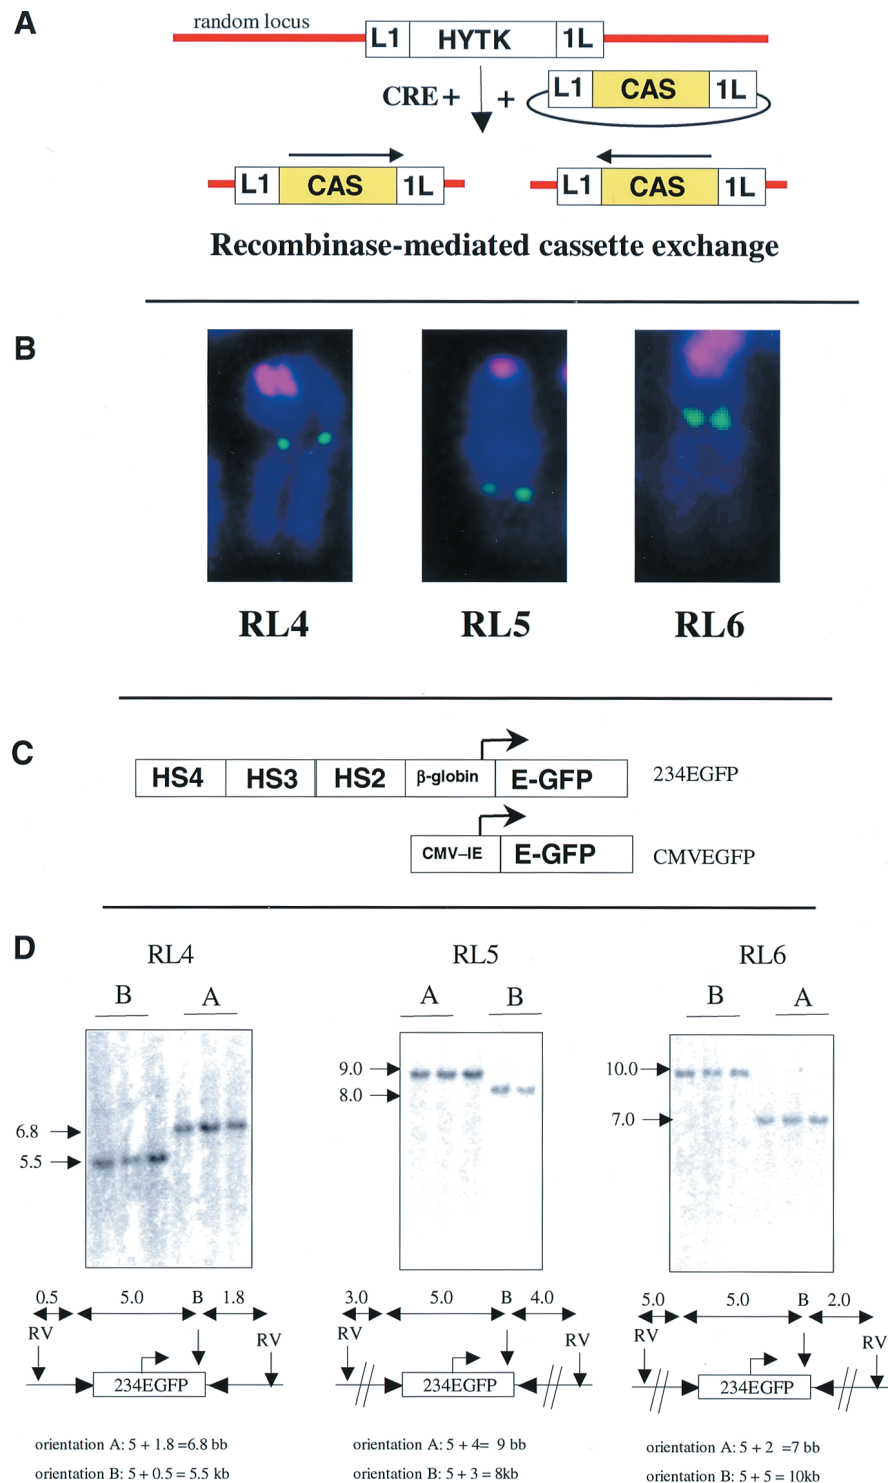 A
random locus
L1 HYTK 1L
CRE+ +
L1 CAS 1L
L1 CAS 1L
L1 CAS 1L
Recombinase-mediated cassette exchange
B
RL4 RL5 RL6
C
HS4 HS3 HS2 β-globin E-GFP 234EGFP
CMV–IE E-GFP CMVEGFP
D
RL4 RL5 RL6
B A
A B
B A
6.8
5.5
9.0
8.0
10.0
7.0
0.5 5.0 B 1.8
RV RV
234EGFP
orientation A: 5 + 1.8 =6.8 bb
orientation B: 5 + 0.5 = 5.5 kb
3.0 5.0 B 4.0
RV RV
234EGFP
orientation A: 5 + 4= 9 bb
orientation B: 5 + 3 = 8kb
5.0 5.0 B 2.0
RV RV
234EGFP
orientation A: 5 + 2 =7 bb
orientation B: 5 + 5 = 10kb